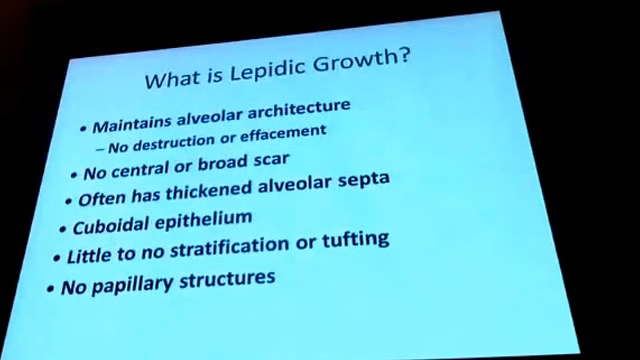 What is Lepidic Growth?
• Maintains alveolar architecture
– No destruction or effacement
• No central or broad scar
• Often has thickened alveolar septa
• Cuboidal epithelium
• Little to no stratification or tufting
• No papillary structures